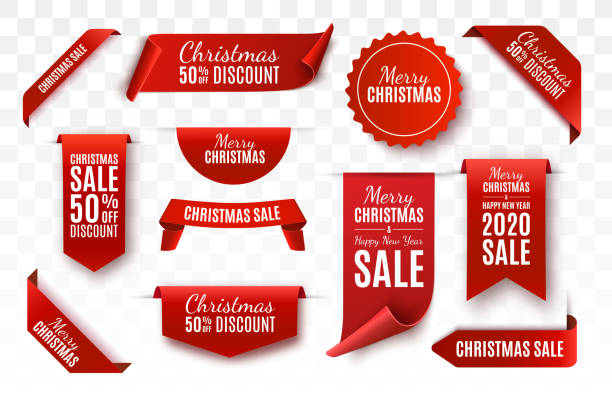 CHRISTMAS SALE
Christmas
50% OFF DISCOUNT
Merry
CHRISTMAS
Christmas
50% OFF DISCOUNT
CHRISTMAS
SALE
50% OFF
DISCOUNT
Merry
CHRISTMAS
CHRISTMAS SALE
Merry
CHRISTMAS
&
Happy New Year
SALE
Merry
CHRISTMAS
&
HAPPY NEW YEAR
2020
SALE
Merry
CHRISTMAS
Christmas
50% OFF DISCOUNT
CHRISTMAS SALE